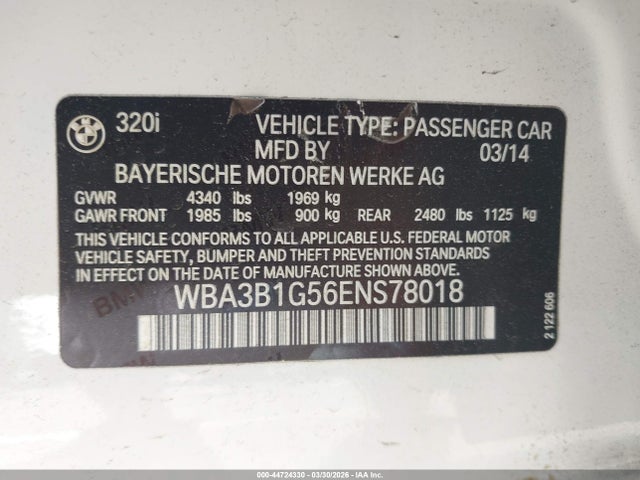 BMW 320i VEHICLE TYPE: PASSENGER CAR
MFD BY 03/14
BAYERISCHE MOTOREN WERKE AG
GVWR 4340 lbs 1969 kg
GAWR FRONT 1985 lbs 900 kg REAR 2480 lbs 1125 kg
THIS VEHICLE CONFORMS TO ALL APPLICABLE U.S. FEDERAL MOTOR
VEHICLE SAFETY, BUMPER AND THEFT PREVENTION STANDARDS
IN EFFECT ON THE DATE OF MANUFACTURE SHOWN ABOVE.
WBA3B1G56ENS78018
2 122 606
000-44724330 - 03/30/2026 - IAA Inc.